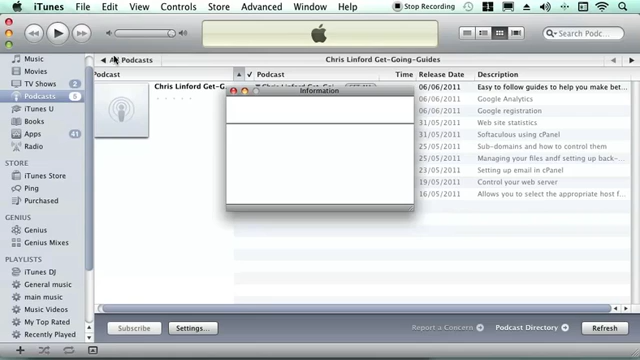 iTunes File Edit View Controls Store Advanced Window Help Stop Recording
Search Podc...
Podcasts
Chris Linford Get-Going-Guides
Music
Movies
TV Shows 2
Podcasts 5
iTunes U
Books
Apps 41
Radio
STORE
iTunes Store
Ping
Purchased
GENIUS
Genius
Genius Mixes
PLAYLISTS
iTunes DJ
General music
main music
Music Videos
My Top Rated
Recently Played
Podcast
Chris Linford Get-G
Podcast Time Release Date Description
06/06/2011 Easy to follow guides to help you make bet...
06/06/2011 Google Analytics
06/06/2011 Google registration
31/05/2011 Web site statistics
31/05/2011 Softaculous using cPanel
31/05/2011 Sub-domains and how to control them
Managing your files andf setting up back-...
23/05/2011 Setting up email in cPanel
19/05/2011 Control your web server
16/05/2011 Allows you to select the appropriate host f
Information
Subscribe
Settings...
Report a Concern
Podcast Directory
Refresh